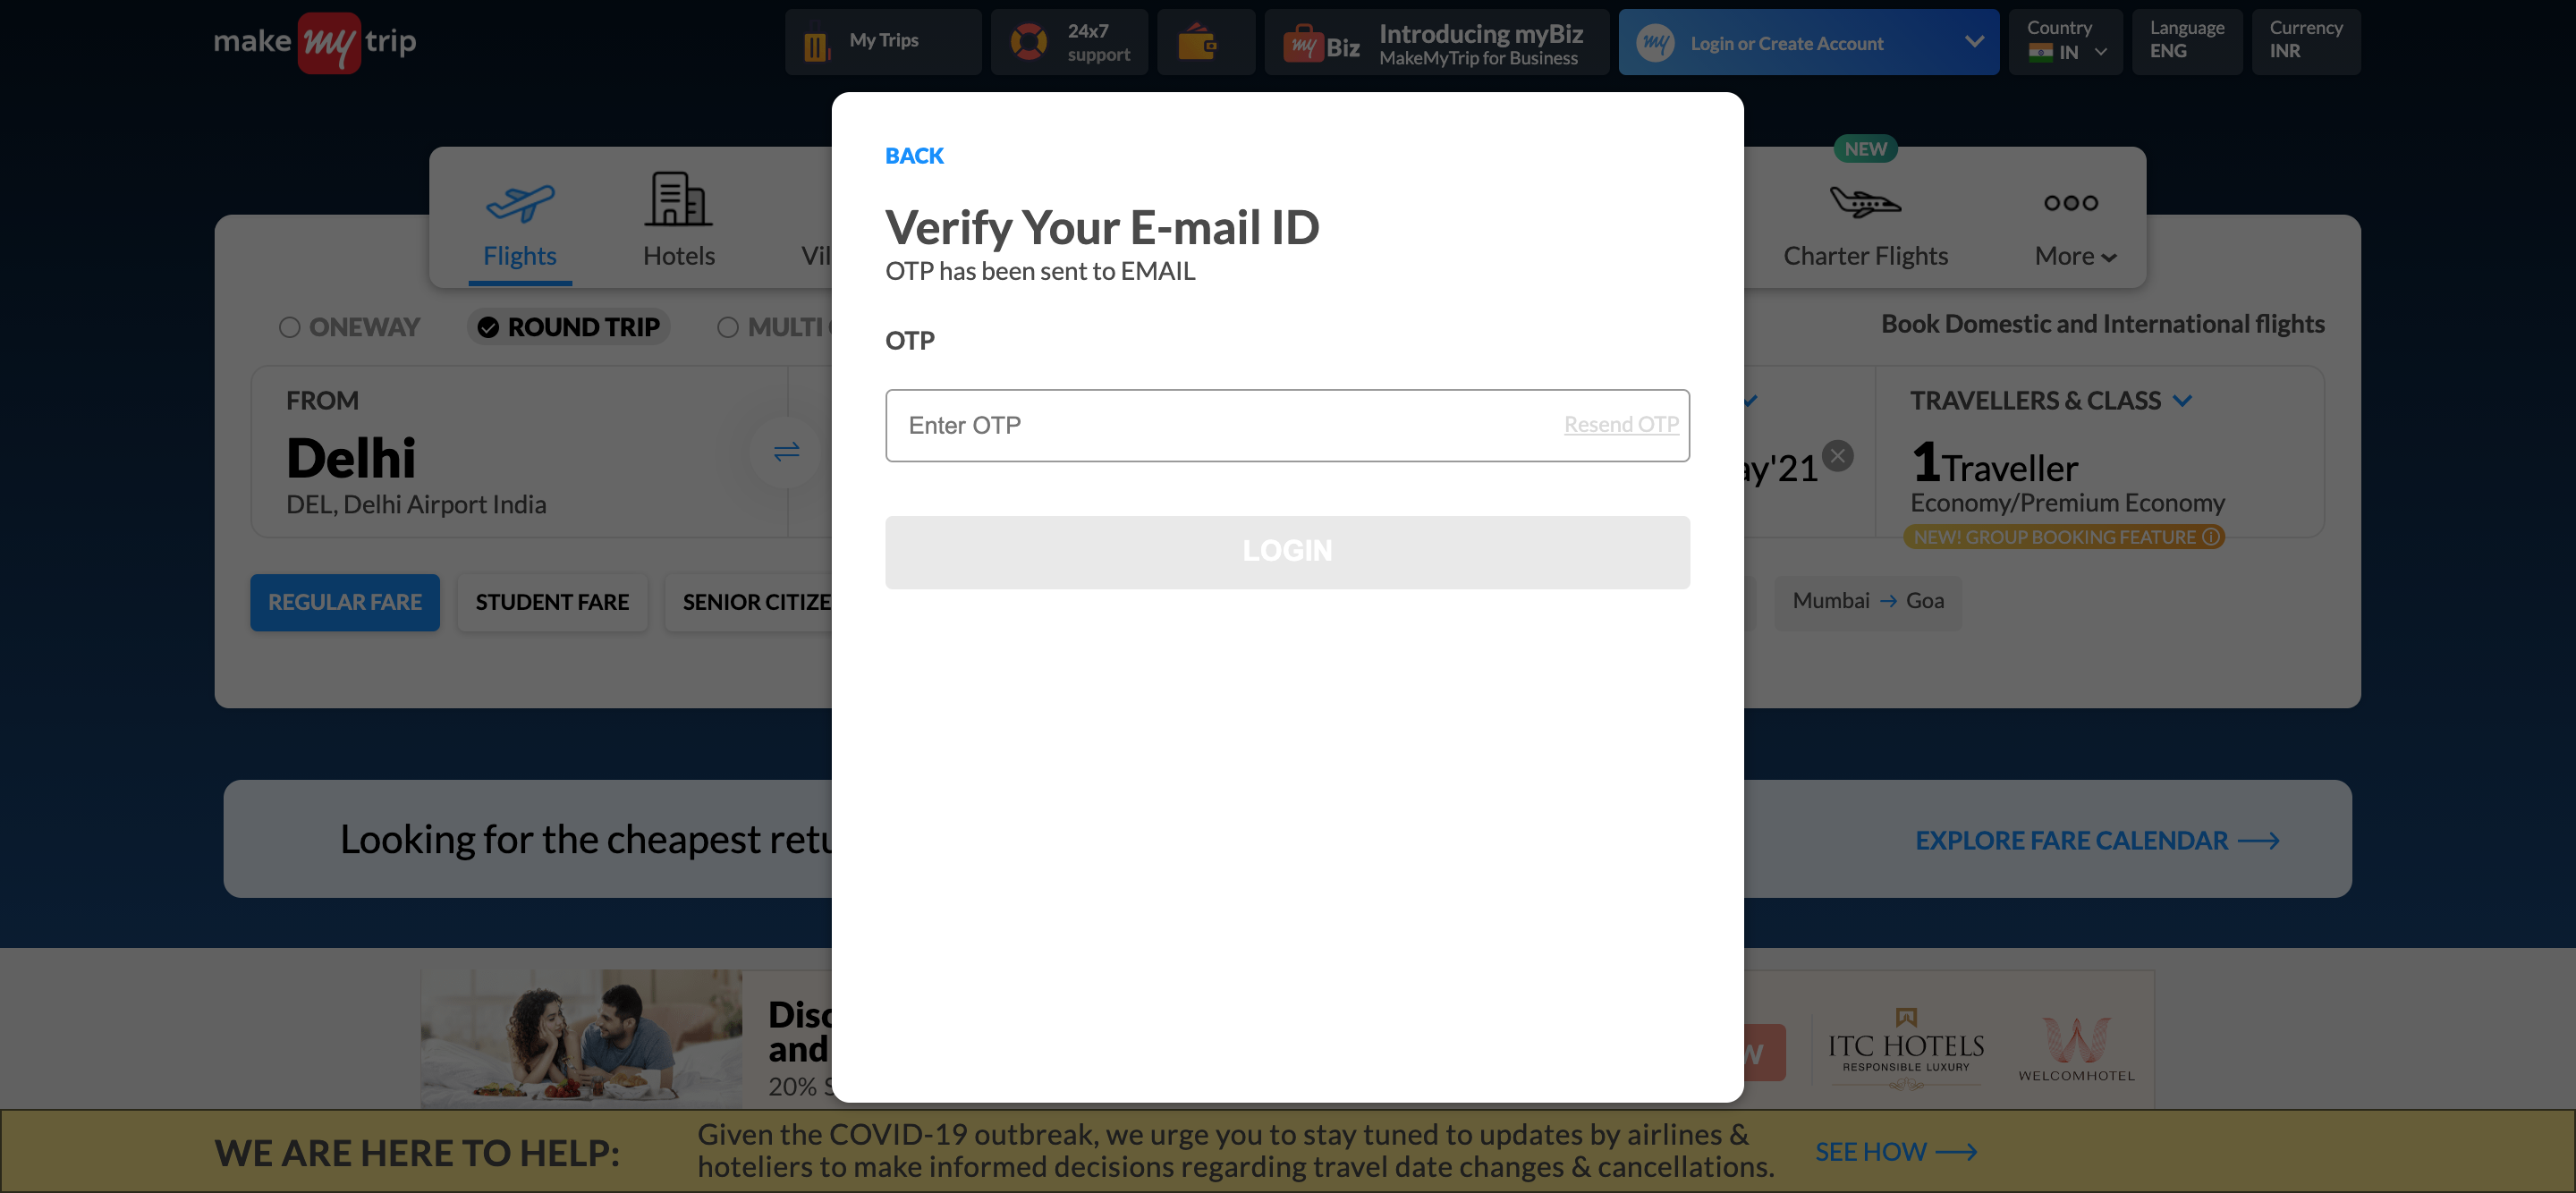 make my trip
My Trips
24x7
support
my Biz
Introducing myBiz
MakeMyTrip for Business
my
Login or Create Account
Country
IN
Language
ENG
Currency
INR
BACK
Verify Your E-mail ID
OTP has been sent to EMAIL
OTP
Enter OTP
Resend OTP
LOGIN
NEW
Flights
Hotels
Vil
Charter Flights
More
ONEWAY
ROUND TRIP
MULTI
Book Domestic and International flights
FROM
Delhi
DEL, Delhi Airport India
ay'21
TRAVELLERS & CLASS
1 Traveller
Economy/Premium Economy
NEW! GROUP BOOKING FEATURE
REGULAR FARE
STUDENT FARE
SENIOR CITIZE
Mumbai → Goa
Looking for the cheapest retu
EXPLORE FARE CALENDAR
Disc
and
20% S
W
ITC HOTELS
RESPONSIBLE LUXURY
WELCOMHOTEL
WE ARE HERE TO HELP:
Given the COVID-19 outbreak, we urge you to stay tuned to updates by airlines &
hoteliers to make informed decisions regarding travel date changes & cancellations.
SEE HOW